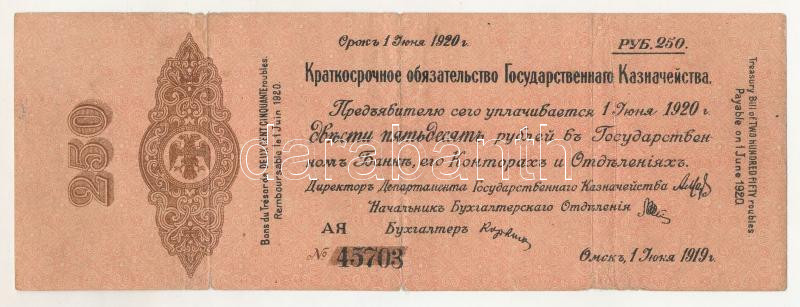 250
Bons du Trésor de DEUX CENT CINQUANTE roubles.
Remboursable le 1 Juin 1920.
Срокъ 1 Іюня 1920 г.
РУБ. 250.
Краткосрочное обязательство Государственнаго Казначейства.
Предъявителю сего уплачивается 1 Іюня 1920 г.
двѣсти пятьдесятъ рублей въ Государствен-
номъ Банкѣ, его Конторахъ и Отдѣленіяхъ.
Директоръ Департамента Государственнаго Казначейства
Начальникъ Бухгалтерскаго Отдѣленія
АЯ Бухгалтеръ
№ 45703
Омскъ, 1 Іюня 1919 г.
Treasury Bill of TWO HUNDRED FIFTY roubles.
Payable on 1 June 1920.
darabanth